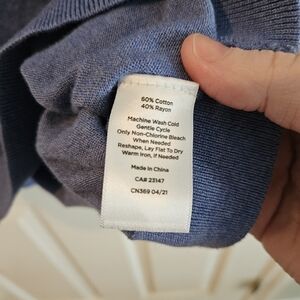 60% Cotton
40% Rayon
Machine Wash Cold
Gentle Cycle
Only Non-Chlorine Bleach
When Needed
Reshape, Lay Flat To Dry
Warm Iron, If Needed
Made in China
CA# 23147
CN369 04/21